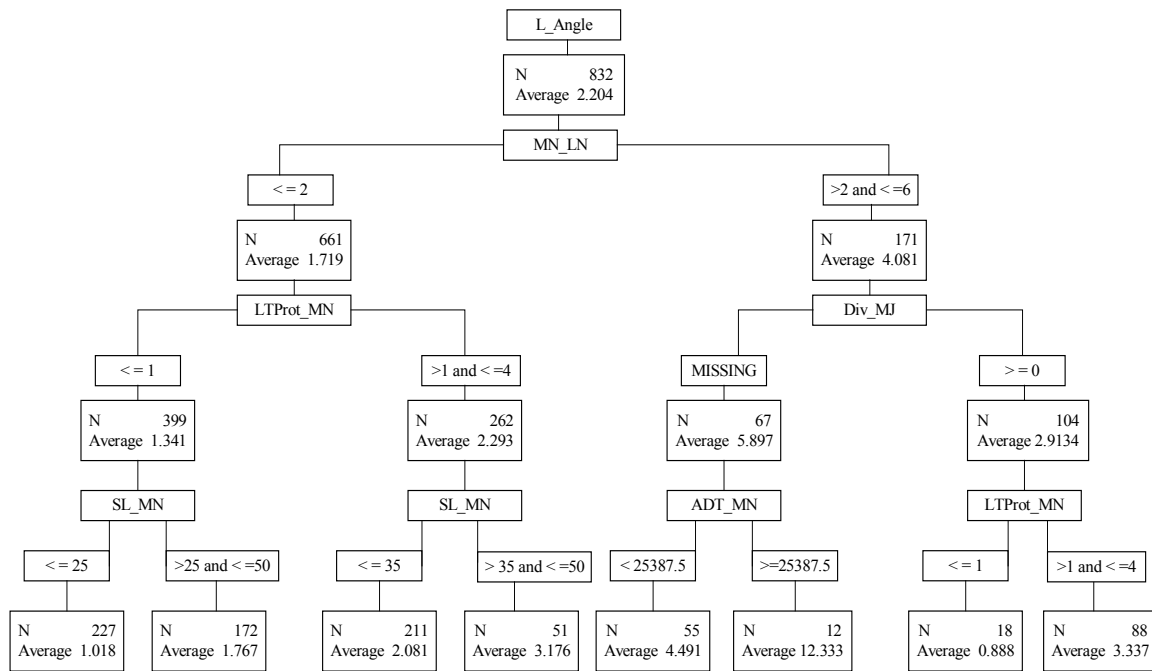 L_Angle
N 832
Average 2.204
MN_LN
< = 2
>2 and < =6
N 661
Average 1.719
N 171
Average 4.081
LTProt_MN
Div_MJ
< = 1
>1 and < =4
MISSING
> = 0
N 399
Average 1.341
N 262
Average 2.293
N 67
Average 5.897
N 104
Average 2.9134
SL_MN
SL_MN
ADT_MN
LTProt_MN
< = 25
>25 and < =50
< = 35
> 35 and < =50
< 25387.5
>=25387.5
< = 1
>1 and < =4
N 227
Average 1.018
N 172
Average 1.767
N 211
Average 2.081
N 51
Average 3.176
N 55
Average 4.491
N 12
Average 12.333
N 18
Average 0.888
N 88
Average 3.337